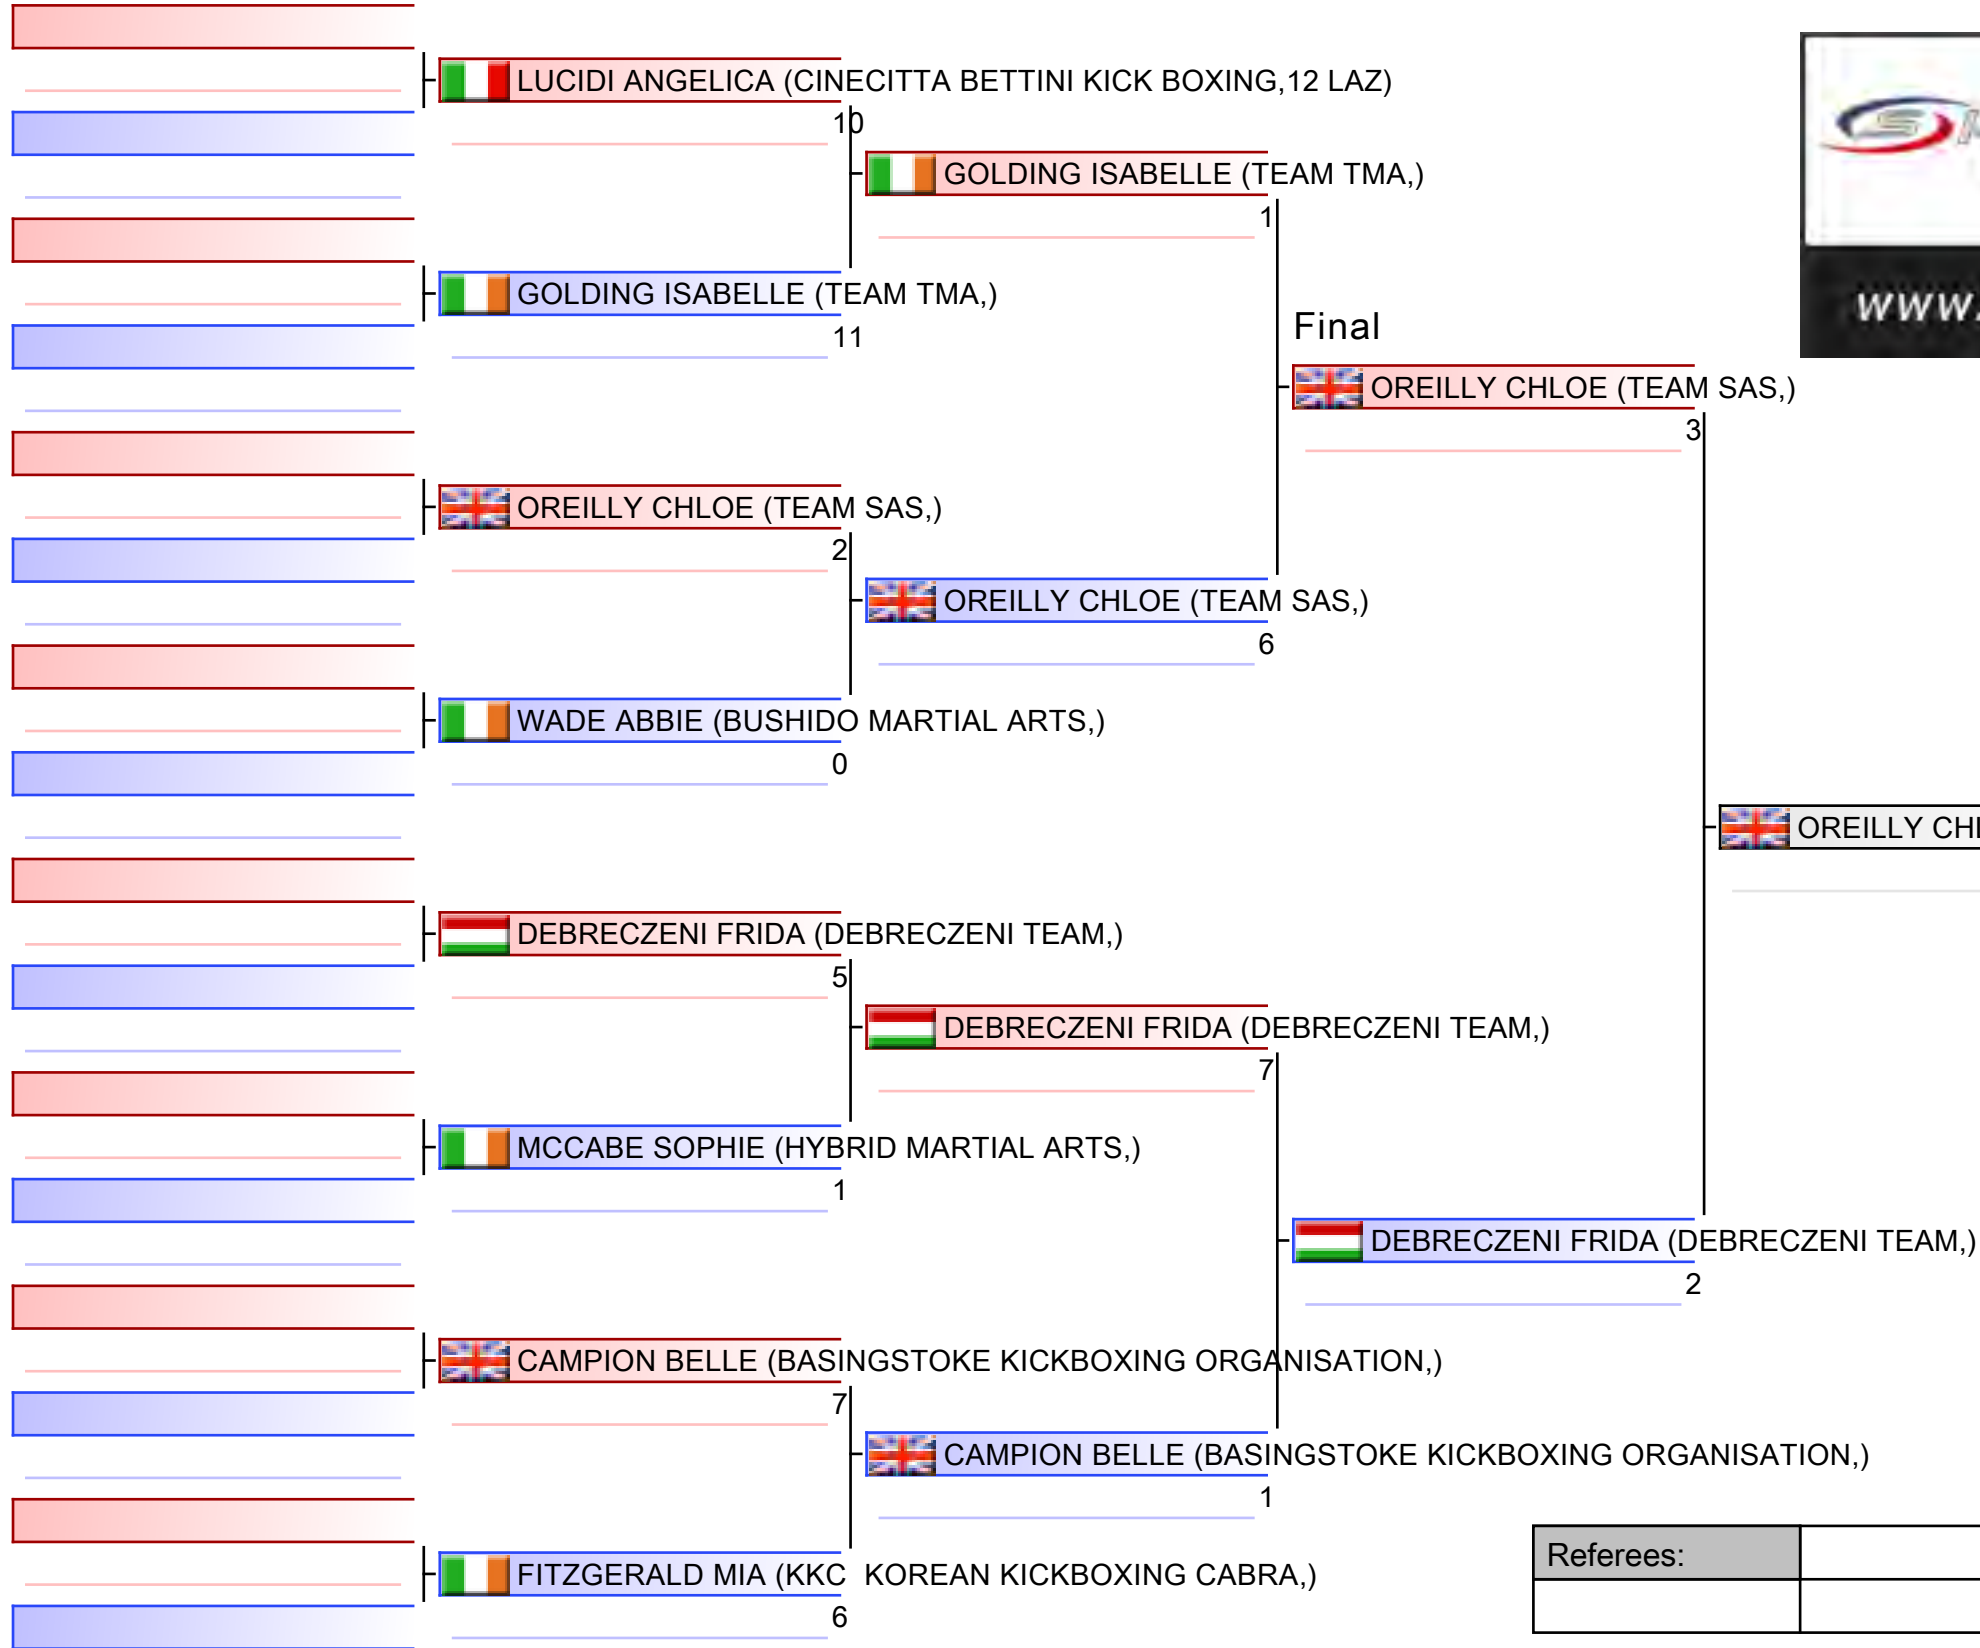 LUCIDI ANGELICA (CINECITTA BETTINI KICK BOXING,12 LAZ)
10
GOLDING ISABELLE (TEAM TMA,)
1
GOLDING ISABELLE (TEAM TMA,)
11
Final
www.
OREILLY CHLOE (TEAM SAS,)
3
OREILLY CHLOE (TEAM SAS,)
2
OREILLY CHLOE (TEAM SAS,)
6
WADE ABBIE (BUSHIDO MARTIAL ARTS,)
0
OREILLY CHL
DEBRECZENI FRIDA (DEBRECZENI TEAM,)
5
DEBRECZENI FRIDA (DEBRECZENI TEAM,)
7
MCCABE SOPHIE (HYBRID MARTIAL ARTS,)
1
DEBRECZENI FRIDA (DEBRECZENI TEAM,)
2
CAMPION BELLE (BASINGSTOKE KICKBOXING ORGANISATION,)
7
CAMPION BELLE (BASINGSTOKE KICKBOXING ORGANISATION,)
1
Referees:
FITZGERALD MIA (KKC  KOREAN KICKBOXING CABRA,)
6